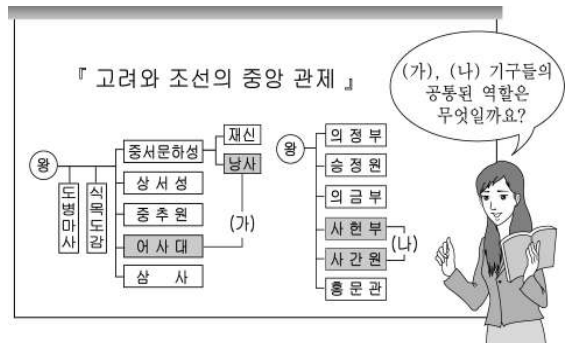 『 고려와 조선의 중앙 관제 』
(가), (나) 기구들의
공통된 역할은
무엇일까요?
왕
도병마사
식목도감
중서문하성
재신
낭사
상서성
중추원
어사대
삼 사
(가)
왕
의정부
승정원
의금부
사헌부
사간원
홍문관
(나)